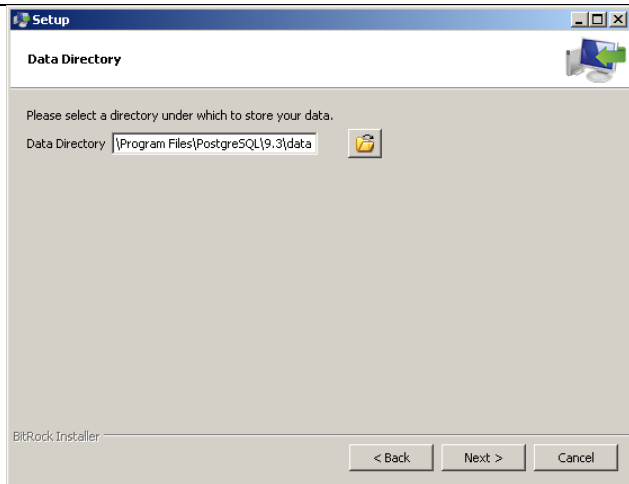 Setup
Data Directory
Please select a directory under which to store your data.
Data Directory \Program Files\PostgreSQL\9.3\data
BitRock Installer
< Back Next > Cancel